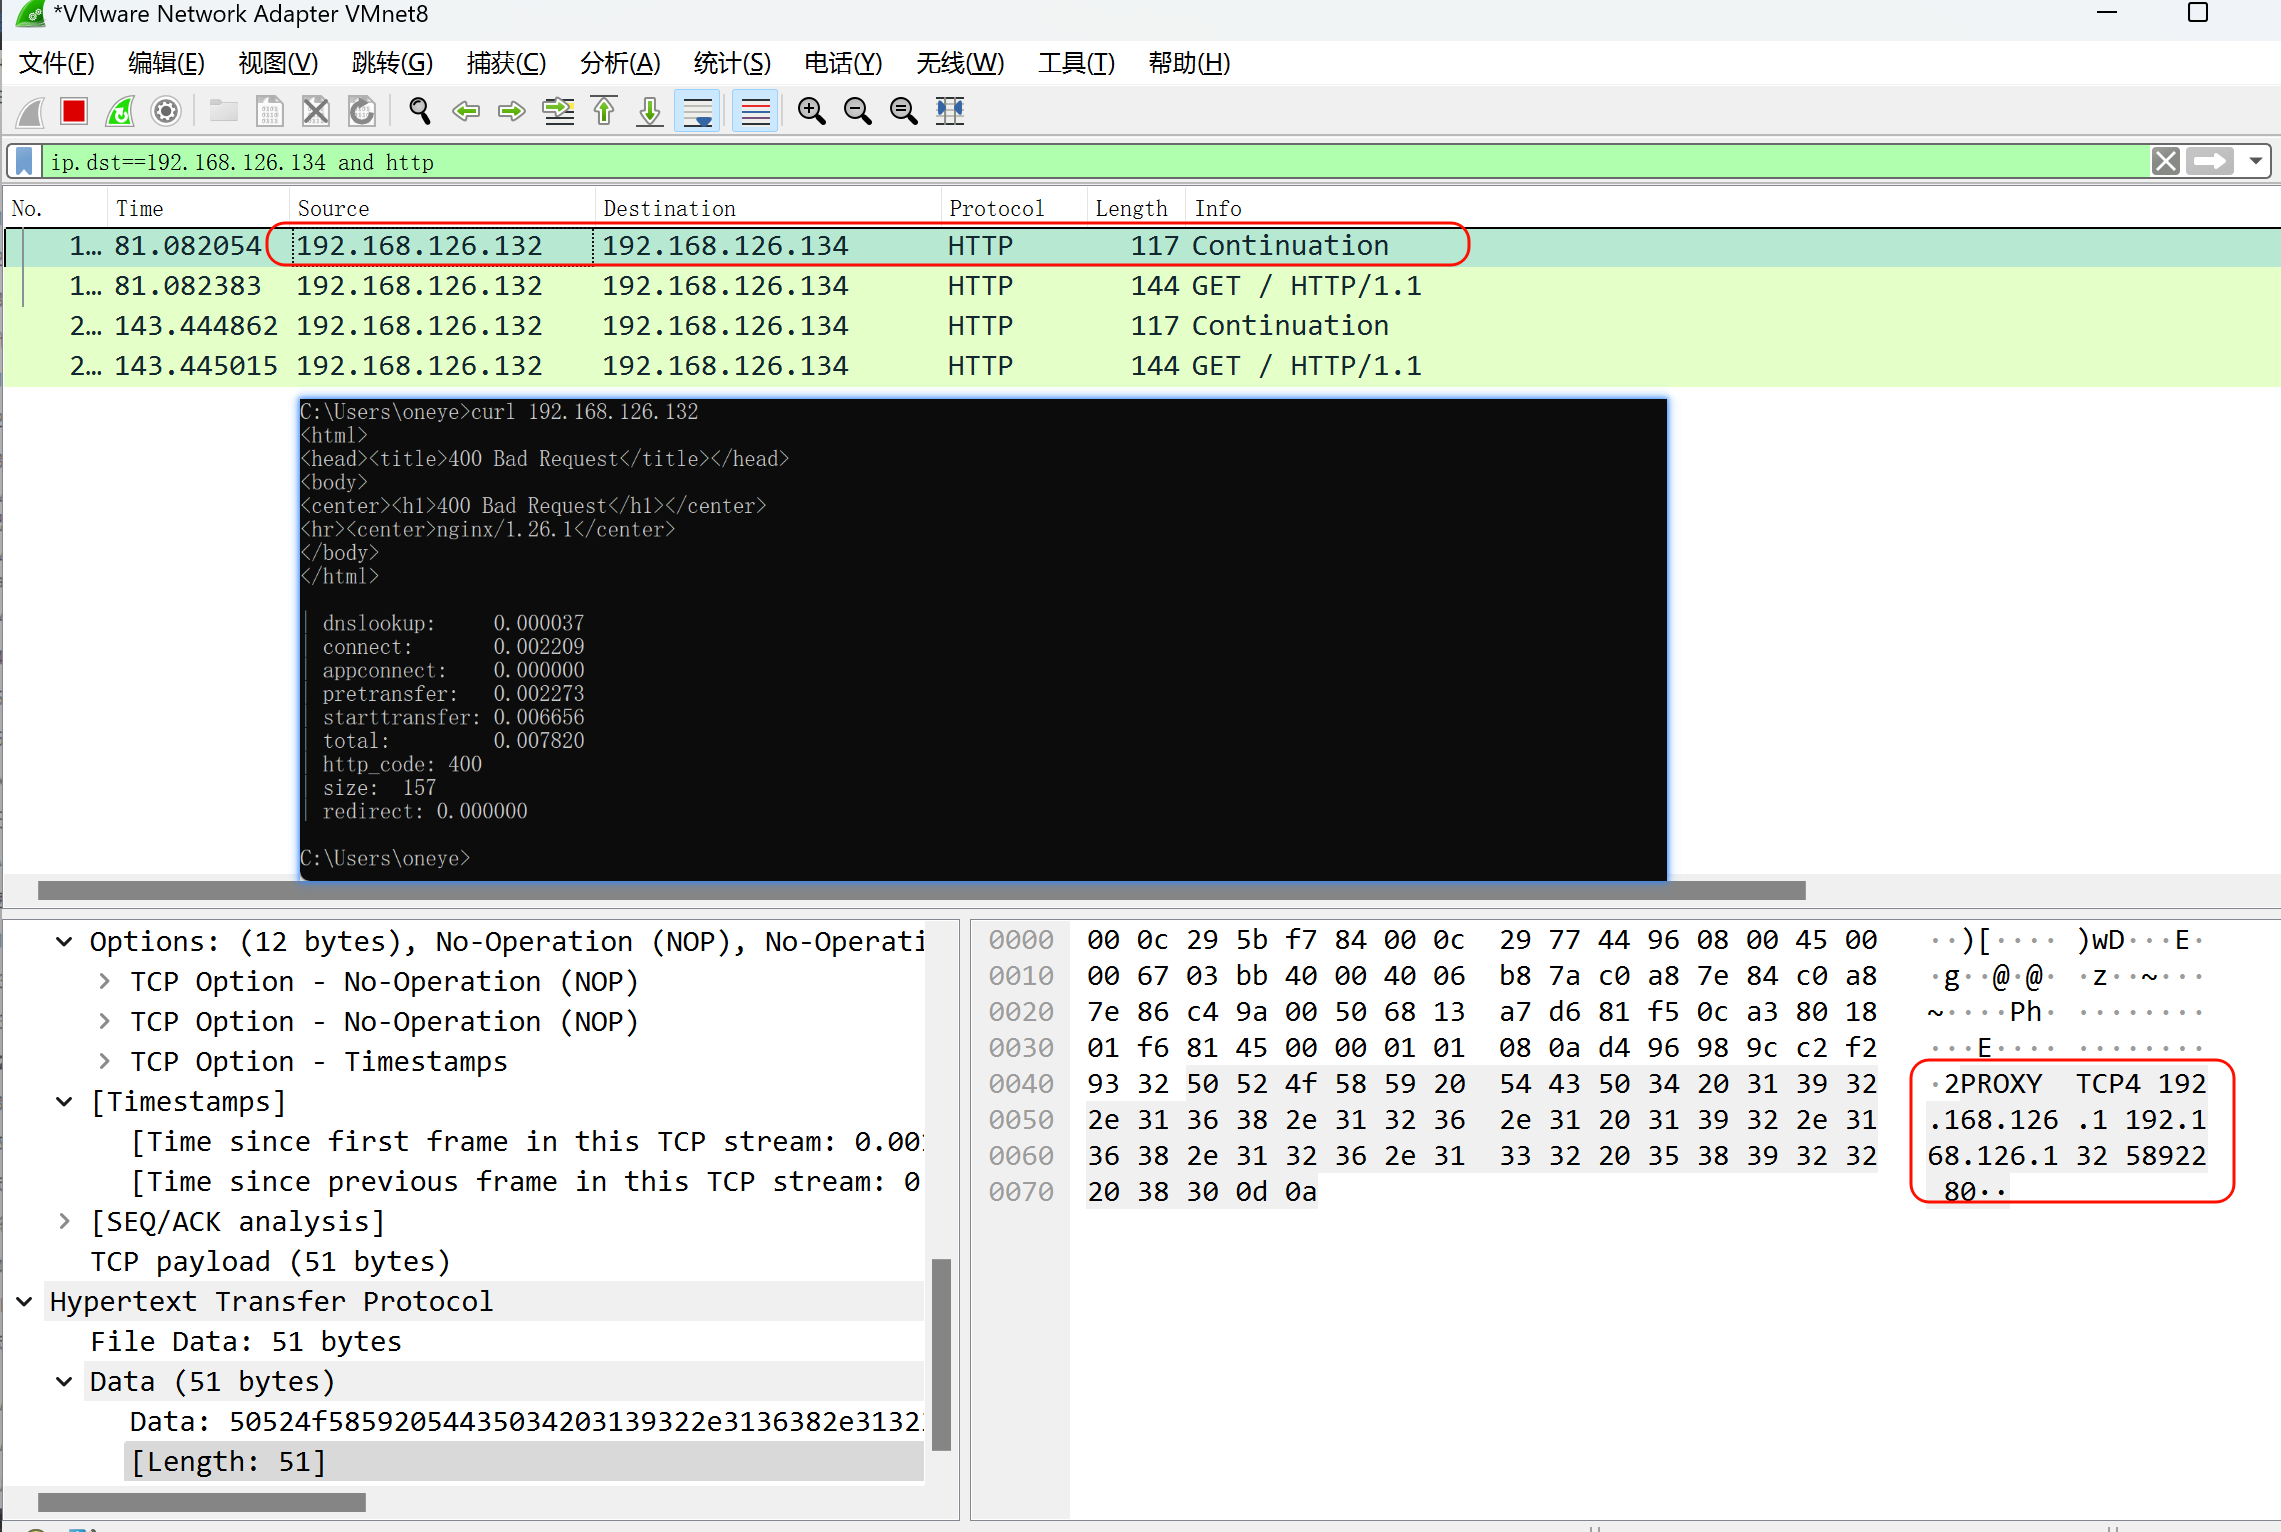 *VMware Network Adapter VMnet8
文件(F) 编辑(E) 视图(V) 跳转(G) 捕获(C) 分析(A) 统计(S) 电话(Y) 无线(W) 工具(T) 帮助(H)
ip.dst==192.168.126.134 and http
No. Time Source Destination Protocol Length Info
1… 81.082054 192.168.126.132 192.168.126.134 HTTP 117 Continuation
1… 81.082383 192.168.126.132 192.168.126.134 HTTP 144 GET / HTTP/1.1
2… 143.444862 192.168.126.132 192.168.126.134 HTTP 117 Continuation
2… 143.445015 192.168.126.132 192.168.126.134 HTTP 144 GET / HTTP/1.1
C:\Users\oneye>curl 192.168.126.132
<html>
<head><title>400 Bad Request</title></head>
<body>
<center><h1>400 Bad Request</h1></center>
<hr><center>nginx/1.26.1</center>
</body>
</html>
| dnslookup: 0.000037
| connect: 0.002209
| appconnect: 0.000000
| pretransfer: 0.002273
| starttransfer: 0.006656
| total: 0.007820
| http_code: 400
| size: 157
| redirect: 0.000000
C:\Users\oneye>
Options: (12 bytes), No-Operation (NOP), No-Operati
TCP Option - No-Operation (NOP)
TCP Option - No-Operation (NOP)
TCP Option - Timestamps
[Timestamps]
[Time since first frame in this TCP stream: 0.00
[Time since previous frame in this TCP stream: 0
[SEQ/ACK analysis]
TCP payload (51 bytes)
Hypertext Transfer Protocol
File Data: 51 bytes
Data (51 bytes)
Data: 50524f58592054435034203139322e3136382e3132
[Length: 51]
0000 00 0c 29 5b f7 84 00 0c 29 77 44 96 08 00 45 00 ··)[···· )wD···E·
0010 00 67 03 bb 40 00 40 06 b8 7a c0 a8 7e 84 c0 a8 ·g··@·@· ·z··~···
0020 7e 86 c4 9a 00 50 68 13 a7 d6 81 f5 0c a3 80 18 ~····Ph· ········
0030 01 f6 81 45 00 00 01 01 08 0a d4 96 98 9c c2 f2 ···E···· ········
0040 93 32 50 52 4f 58 59 20 54 43 50 34 20 31 39 32 ·2PROXY TCP4 192
0050 2e 31 36 38 2e 31 32 36 2e 31 20 31 39 32 2e 31 .168.126 .1 192.1
0060 36 38 2e 31 32 36 2e 31 33 32 20 35 38 39 32 32 68.126.1 32 58922
0070 20 38 30 0d 0a 80··